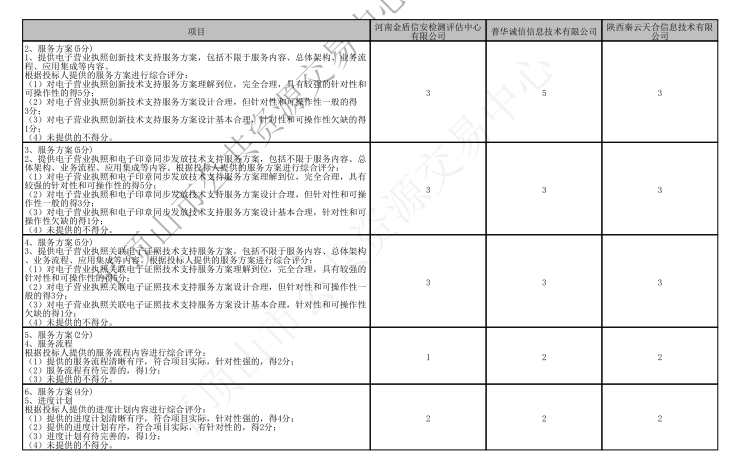 项目
河南金盾信安检测评估中心有限公司
普华诚信信息技术有限公司
陕西秦云天合信息技术有限公司
2、服务方案(5分)
1、提供电子营业执照创新技术支持服务方案，包括不限于服务内容、总体架构、业务流
程、应用集成等内容。
根据投标人提供的服务方案进行综合评分：
（1）对电子营业执照创新技术支持服务方案理解到位，完全合理，具有较强的针对性和
可操作性的得5分；
（2）对电子营业执照创新技术支持服务方案设计合理，但针对性和可操作性一般的得
3分；
（3）对电子营业执照创新技术支持服务方案设计基本合理，针对性和可操作性欠缺的得
1分；
（4）未提供的不得分。
3
5
3
3、服务方案(5分)
2、提供电子营业执照和电子印章同步发放技术支持服务方案，包括不限于服务内容、总
体架构、业务流程、应用集成等内容。根据投标人提供的服务方案进行综合评分：
（1）对电子营业执照和电子印章同步发放技术支持服务方案理解到位，完全合理，具有
较强的针对性和可操作性的得5分；
（2）对电子营业执照和电子印章同步发放技术支持服务方案设计合理，但针对性和可操
作性一般的得3分；
（3）对电子营业执照和电子印章同步发放技术支持服务方案设计基本合理，针对性和可
操作性欠缺的得1分；
（4）未提供的不得分。
3
3
3
4、服务方案(5分)
3、提供电子营业执照关联电子证照技术支持服务方案，包括不限于服务内容、总体架构
、业务流程、应用集成等内容。根据投标人提供的服务方案进行综合评分：
（1）对电子营业执照关联电子证照技术支持服务方案理解到位，完全合理，具有较强的
针对性和可操作性的得5分；
（2）对电子营业执照关联电子证照技术支持服务方案设计合理，但针对性和可操作性一
般的得3分；
（3）对电子营业执照关联电子证照技术支持服务方案设计基本合理，针对性和可操作性
欠缺的得1分；
（4）未提供的不得分。
3
3
3
5、服务方案(2分)
4、服务流程
根据投标人提供的服务流程内容进行综合评分：
（1）提供的服务流程清晰有序，符合项目实际，针对性强的，得2分；
（2）服务流程有待完善的，得1分；
（3）未提供的不得分。
1
2
2
6、服务方案(4分)
5、进度计划
根据投标人提供的进度计划内容进行综合评分：
（1）提供的进度计划清晰有序，符合项目实际，针对性强的，得4分；
（2）提供的进度计划清晰有序，符合项目实际，有针对性的，得2分；
（3）进度计划有待完善的，得1分；
（4）未提供的不得分。
2
2
2
顶山市公共资源交易中心
顶山市公共资源交易中心